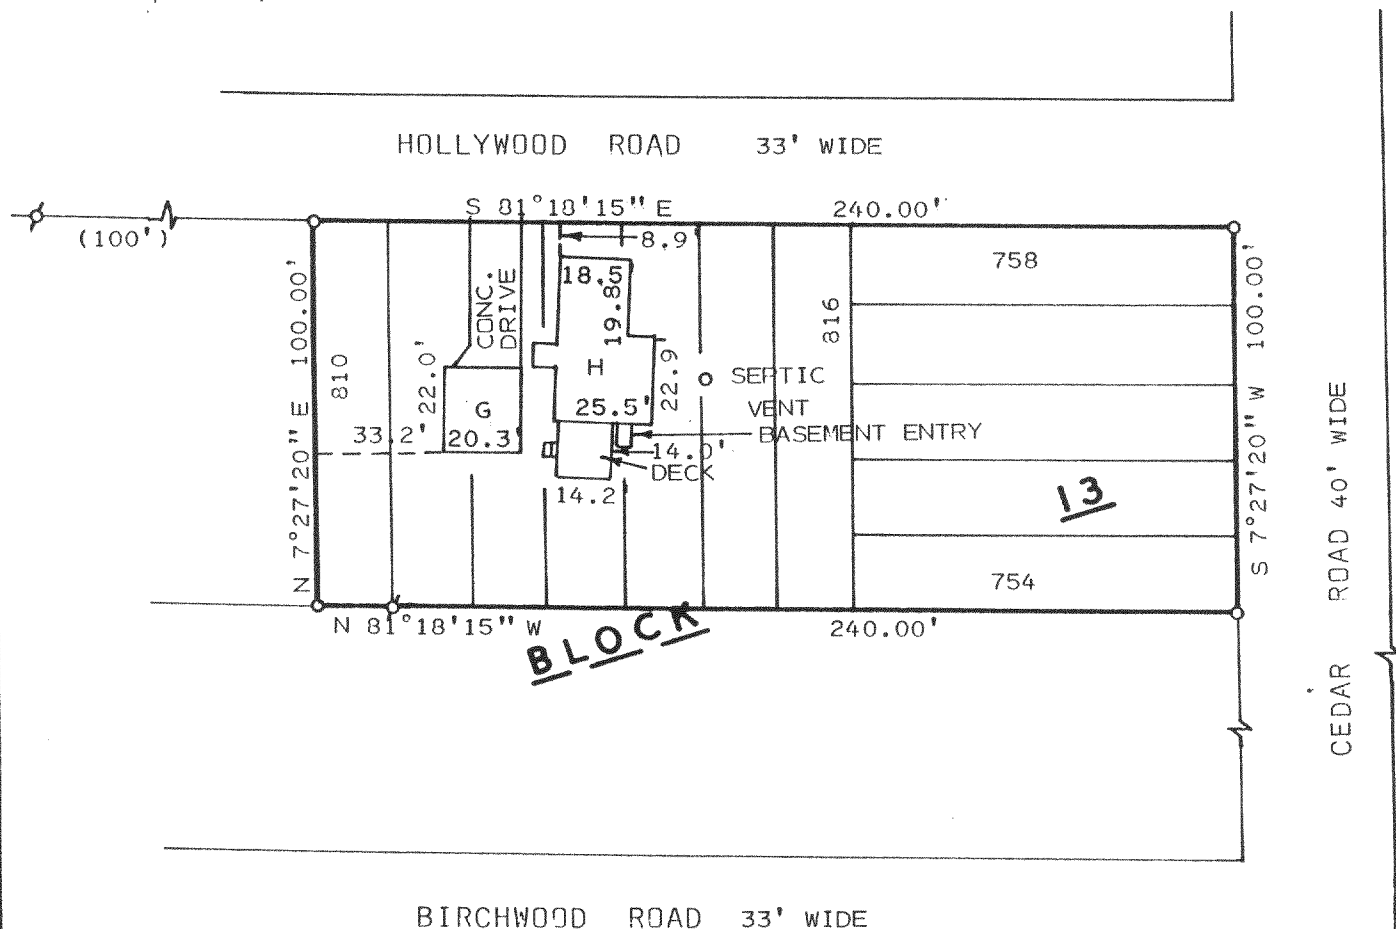 HOLLYWOOD ROAD 33' WIDE
S 81°18'15" E 240.00'
(100')
8.9'
758
18.5
19.8
CONC.
DRIVE
100.00'
100.00'
816
810
22.0'
H
22.9
SEPTIC
VENT
25.5'
G
33.2'
20.3'
BASEMENT ENTRY
14.0'
DECK
14.2'
13
N 7°27'20" E
S 7°27'20" W
754
N 81°18'15" W 240.00'
BLOCK
CEDAR ROAD 40' WIDE
BIRCHWOOD ROAD 33' WIDE